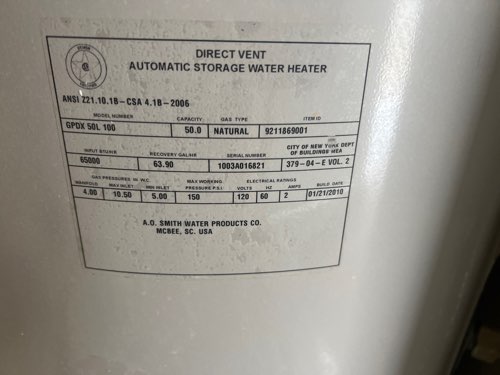 DIRECT VENT
AUTOMATIC STORAGE WATER HEATER
ANSI Z21.10.1B-CSA 4.1B-2006
MODEL NUMBER CAPACITY GAS TYPE ITEM ID
GPDX 50L 100 50.0 NATURAL 9211869001
CITY OF NEW YORK DEPT
OF BUILDINGS MEA
INPUT BTU/HR RECOVERY GAL/HR SERIAL NUMBER
65000 63.90 1003A016821 379-04-E VOL. 2
GAS PRESSURES IN W.C. MAX WORKING ELECTRICAL RATINGS
MANIFOLD MAX INLET MIN INLET PRESSURE P.S.I. VOLTS HZ AMPS BUILD DATE
4.00 10.50 5.00 150 120 60 2 01/21/2010
A.O. SMITH WATER PRODUCTS CO.
MCBEE, SC. USA